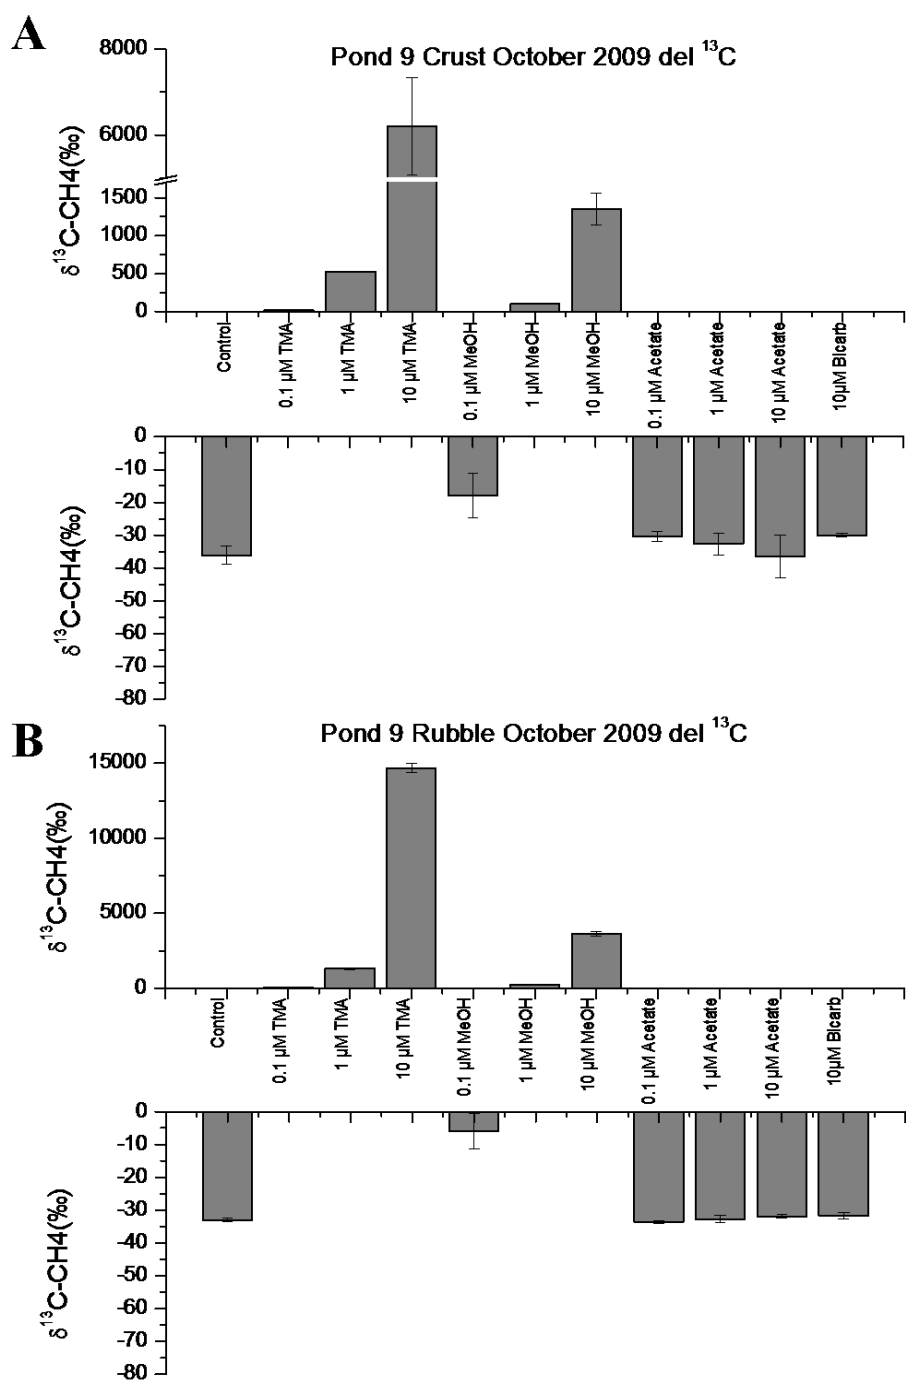 A
Pond 9 Crust October 2009 del ¹³C
δ¹³C-CH4(‰)
8000
6000
1500
1000
500
0
Control
0.1 µM TMA
1 µM TMA
10 µM TMA
0.1 µM MeOH
1 µM MeOH
10 µM MeOH
0.1 µM Acetate
1 µM Acetate
10 µM Acetate
10µM Bicarb
δ¹³C-CH4(‰)
0
-10
-20
-30
-40
-50
-60
-70
-80
B
Pond 9 Rubble October 2009 del ¹³C
δ¹³C-CH4(‰)
15000
10000
5000
0
Control
0.1 µM TMA
1 µM TMA
10 µM TMA
0.1 µM MeOH
1 µM MeOH
10 µM MeOH
0.1 µM Acetate
1 µM Acetate
10 µM Acetate
10µM Bicarb
δ¹³C-CH4(‰)
0
-10
-20
-30
-40
-50
-60
-70
-80